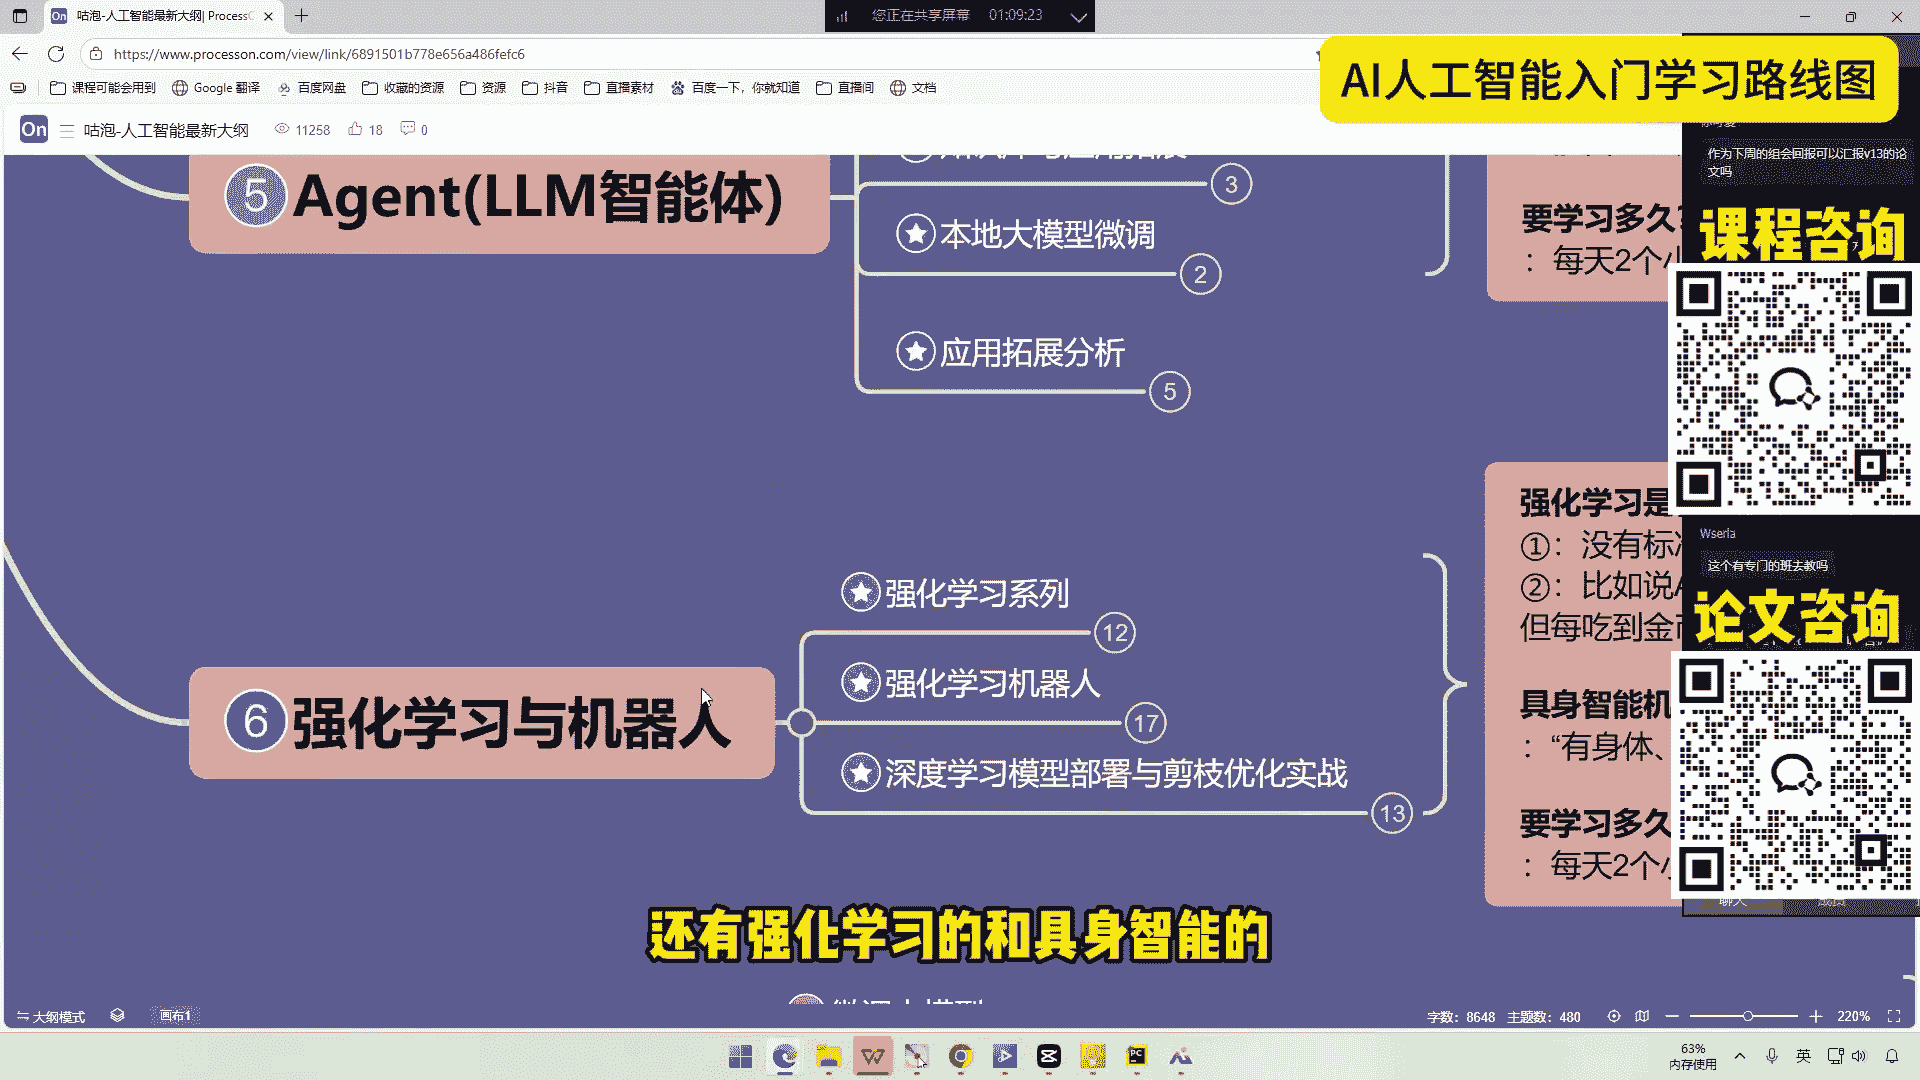 咕泡-人工智能最新大纲| Process
您正在共享屏幕 01:09:23
https://www.processon.com/view/link/6891501b778e656a486fefc6
课程可能会用到
Google 翻译
百度网盘
收藏的资源
资源
抖音
直播素材
百度一下，你就知道
直播间
文档
AI人工智能入门学习路线图
On
咕泡-人工智能最新大纲
11258
18
0
作为下周的组会回报可以汇报v13的论文吗
⑤ Agent(LLM智能体)
3
本地大模型微调
2
应用拓展分析
5
要学习多久
：每天2个小
课程咨询
⑥ 强化学习与机器人
强化学习系列
12
强化学习机器人
17
深度学习模型部署与剪枝优化实战
13
强化学习是
①：没有标
②：比如说
但每吃到金
具身智能机
：“有身体、
要学习多久
：每天2个小
Wseria
这个有专门的班去教吗
论文咨询
聊天
成员
还有强化学习的和具身智能的
大纲模式
画布1
字数：8648
主题数：480
220%
63%
内存使用
英